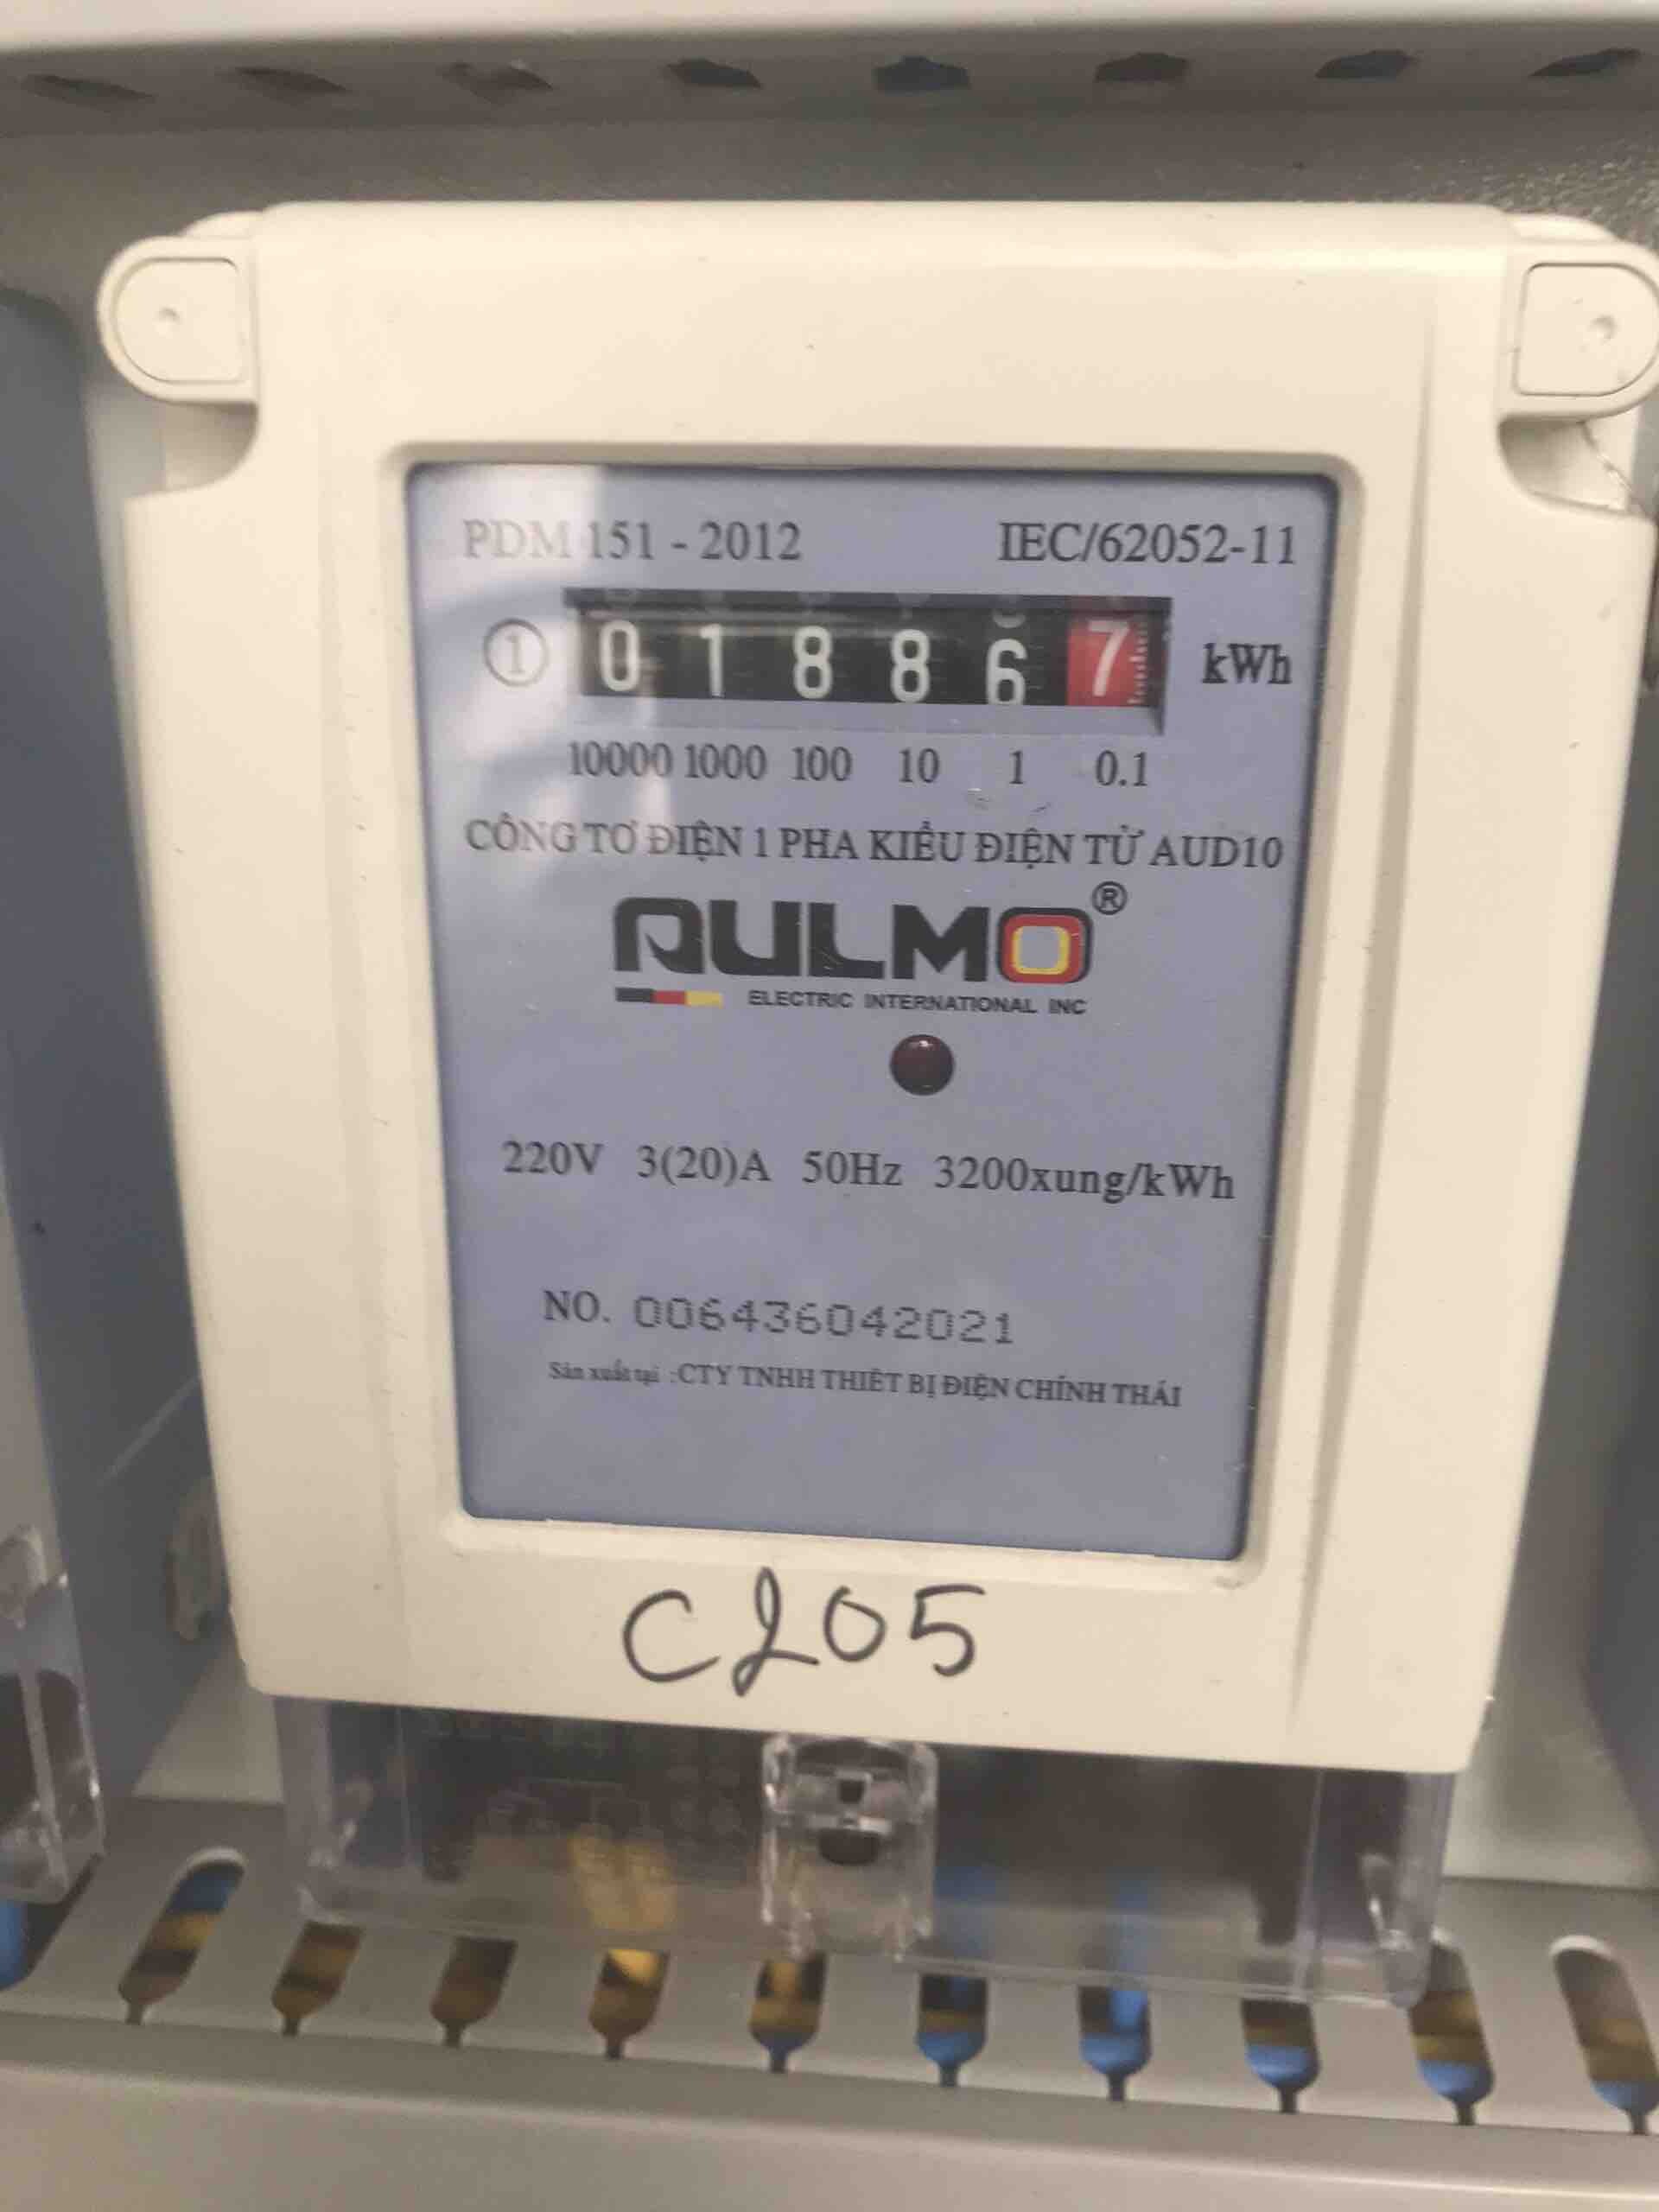 PDM 151 - 2012 IEC/62052-11
① 0 1 8 8 6 7 kWh
10000 1000 100 10 1 0.1
CÔNG TƠ ĐIỆN 1 PHA KIỂU ĐIỆN TỬ AUD10
AULMO®
ELECTRIC INTERNATIONAL INC
220V 3(20)A 50Hz 3200xung/kWh
NO. 006436042021
Sản xuất tại :CTY TNHH THIẾT BỊ ĐIỆN CHÍNH THÁI
C205